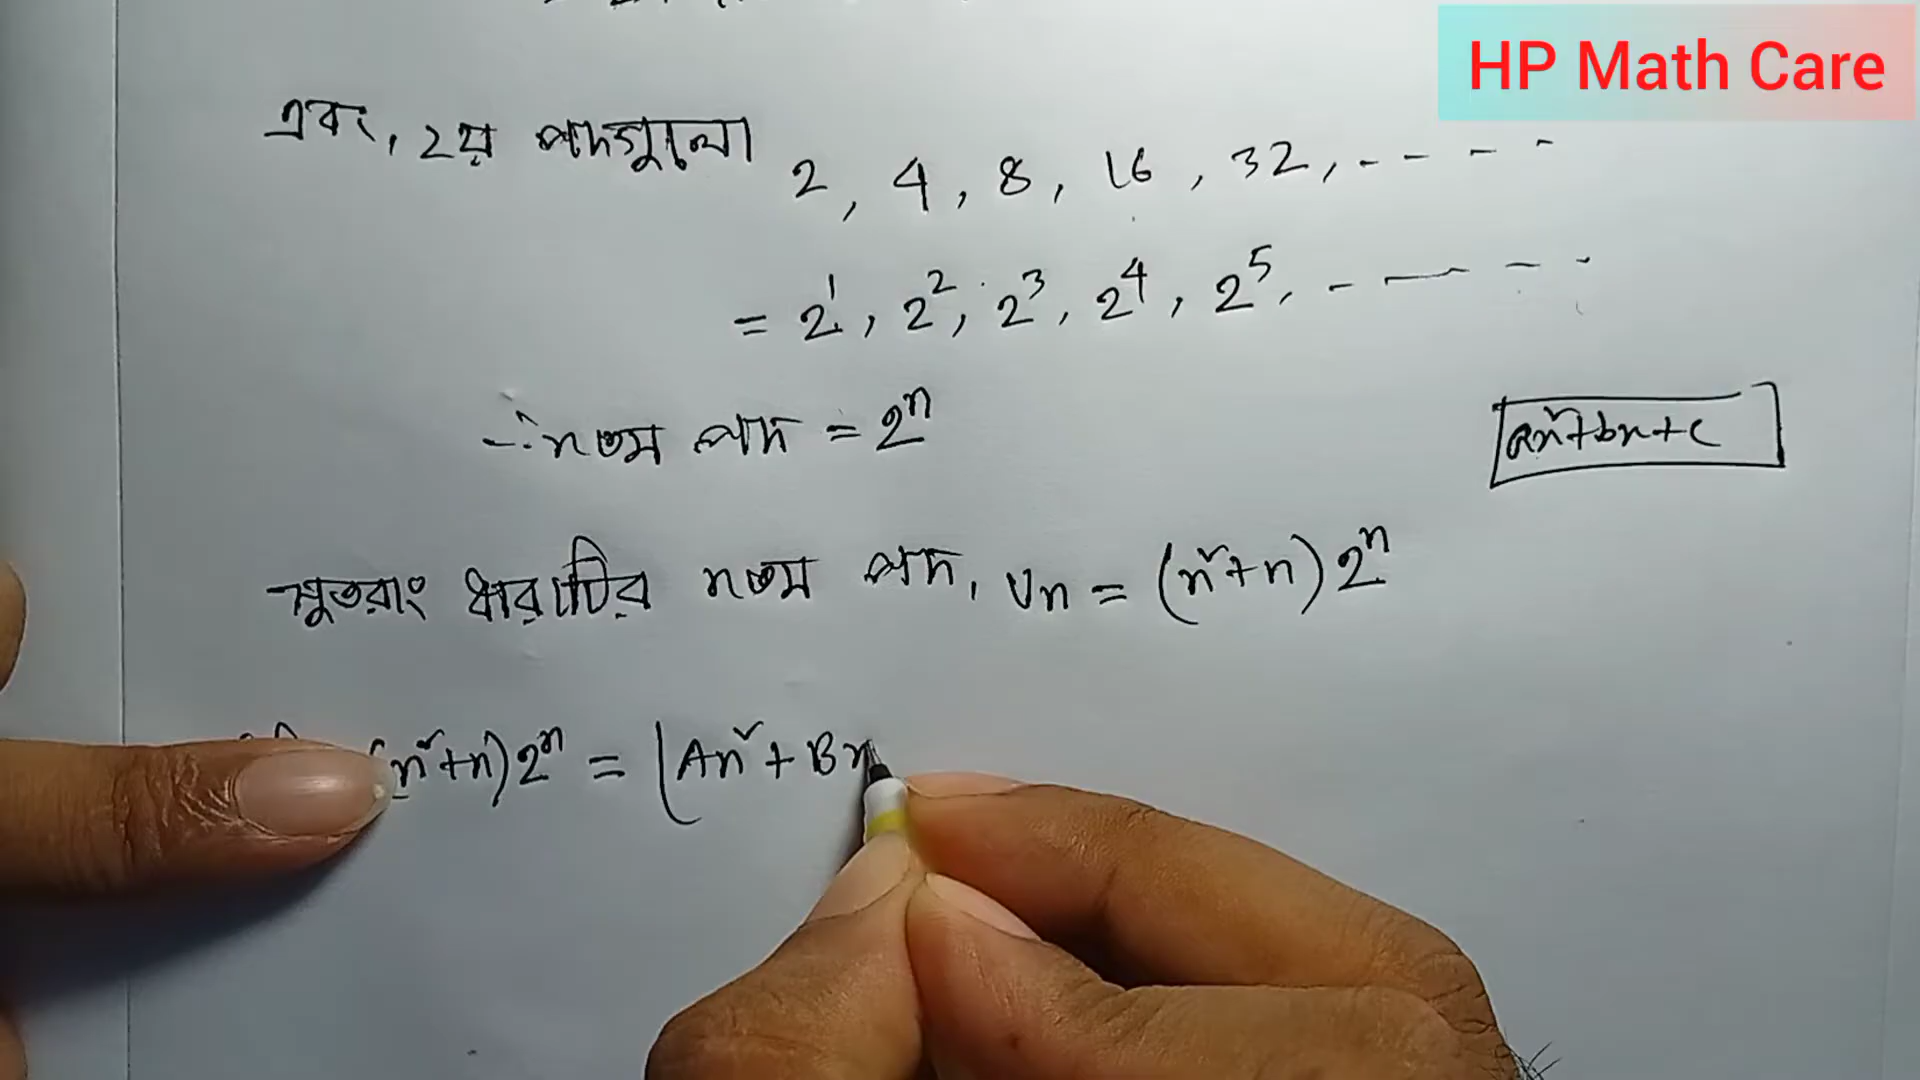 HP Math Care
এবং, ২য় পদগুলো 2, 4, 8, 16, 32, - - - -
= 2¹, 2², 2³, 2⁴, 2⁵, - — - -
∴ n তম পদ = 2ⁿ
an²+bn+c
সুতরাং ধারাটির n তম পদ, Un = (n²+n) 2ⁿ
(n²+n) 2ⁿ = (An² + Bn